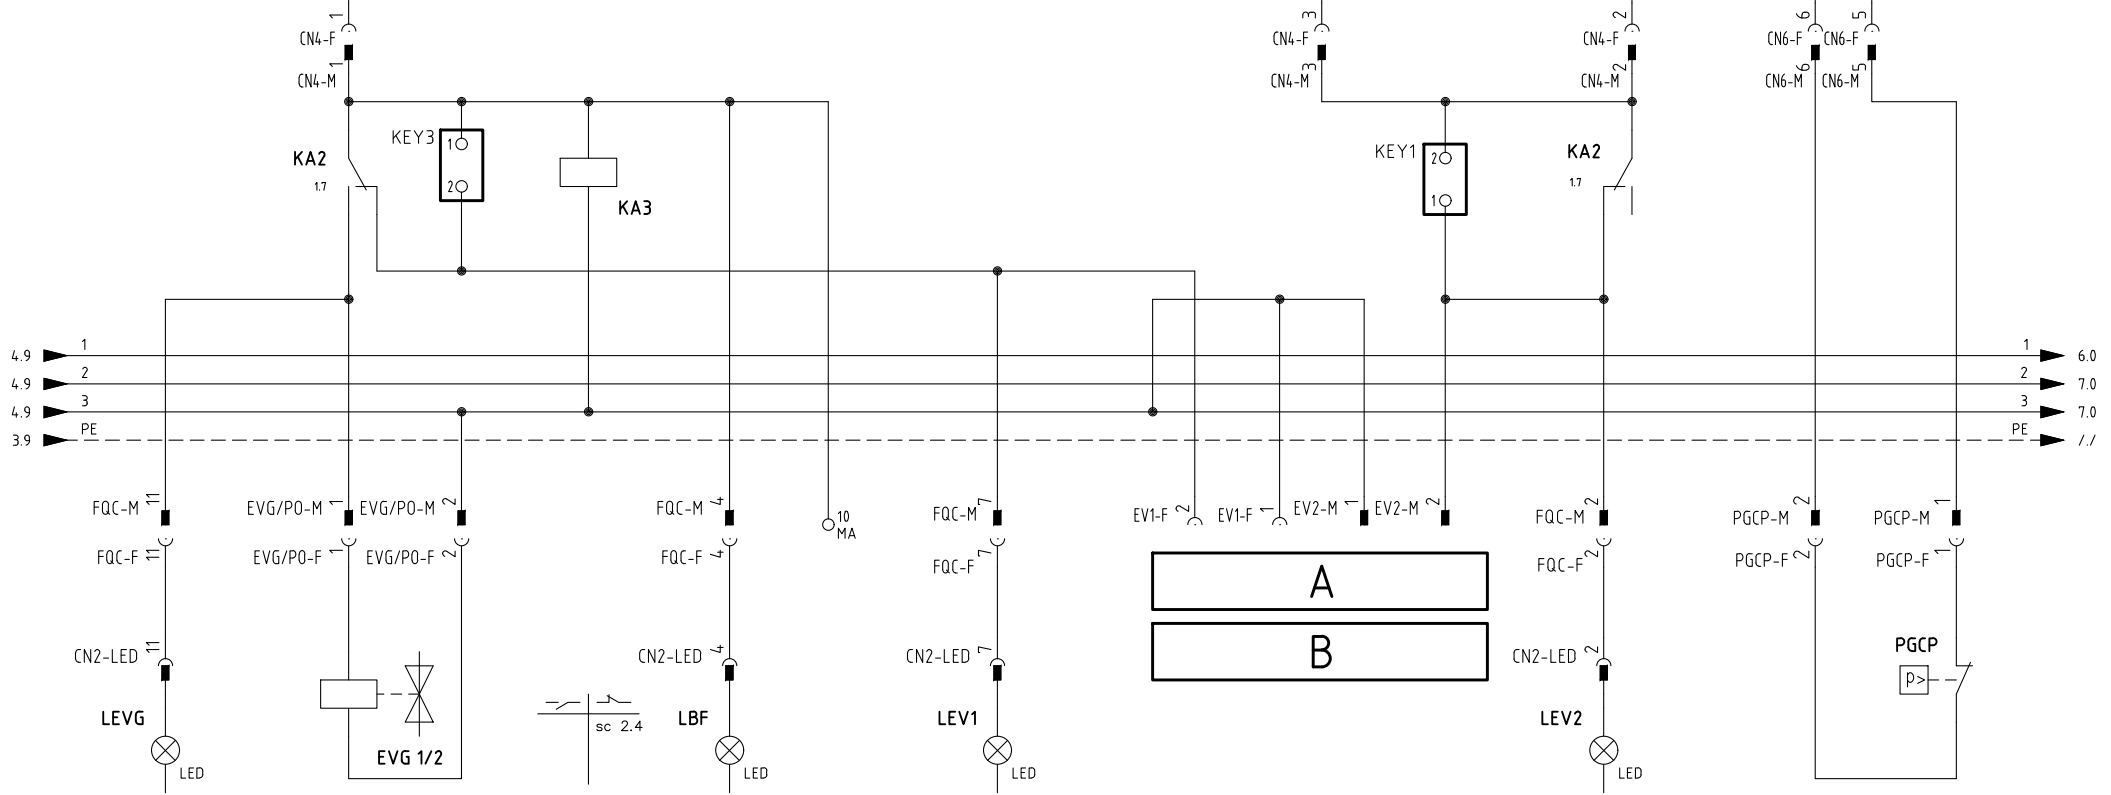 1 3 2 6 5
CN4-F CN4-F CN4-F CN6-F CN6-F
1 3 2 6 5
CN4-M CN4-M CN4-M CN6-M CN6-M
KEY3 1 KEY1 2
KA2 KA2
1.7 2 1.7 1
KA3
4.9 1 1 6.0
4.9 2 2 7.0
4.9 3 3 7.0
3.9 PE PE /./
11 1 2 4 7 2 1 1 2 2 2 1
FQC-M EVG/PO-M EVG/PO-M FQC-M 10 FQC-M EV1-F EV1-F EV2-M EV2-M FQC-M PGCP-M PGCP-M
MA
FQC-F EVG/PO-F EVG/PO-F FQC-F FQC-F FQC-F PGCP-F PGCP-F
11 1 2 4 7 2 2 1
A
11 4 7 2
CN2-LED CN2-LED CN2-LED B CN2-LED PGCP
p>
LEVG sc 2.4 LBF LEV1 LEV2
EVG 1/2
LED LED LED LED